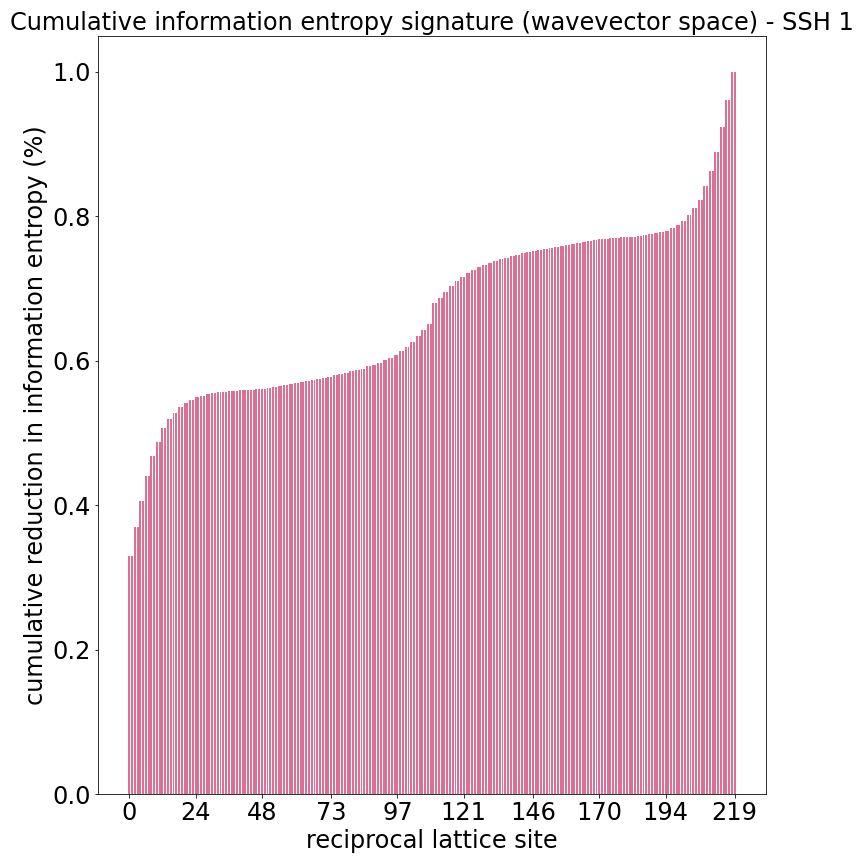 Cumulative information entropy signature (wavevector space) - SSH 1
cumulative reduction in information entropy (%)
1.0
0.8
0.6
0.4
0.2
0.0
0 24 48 73 97 121 146 170 194 219
reciprocal lattice site